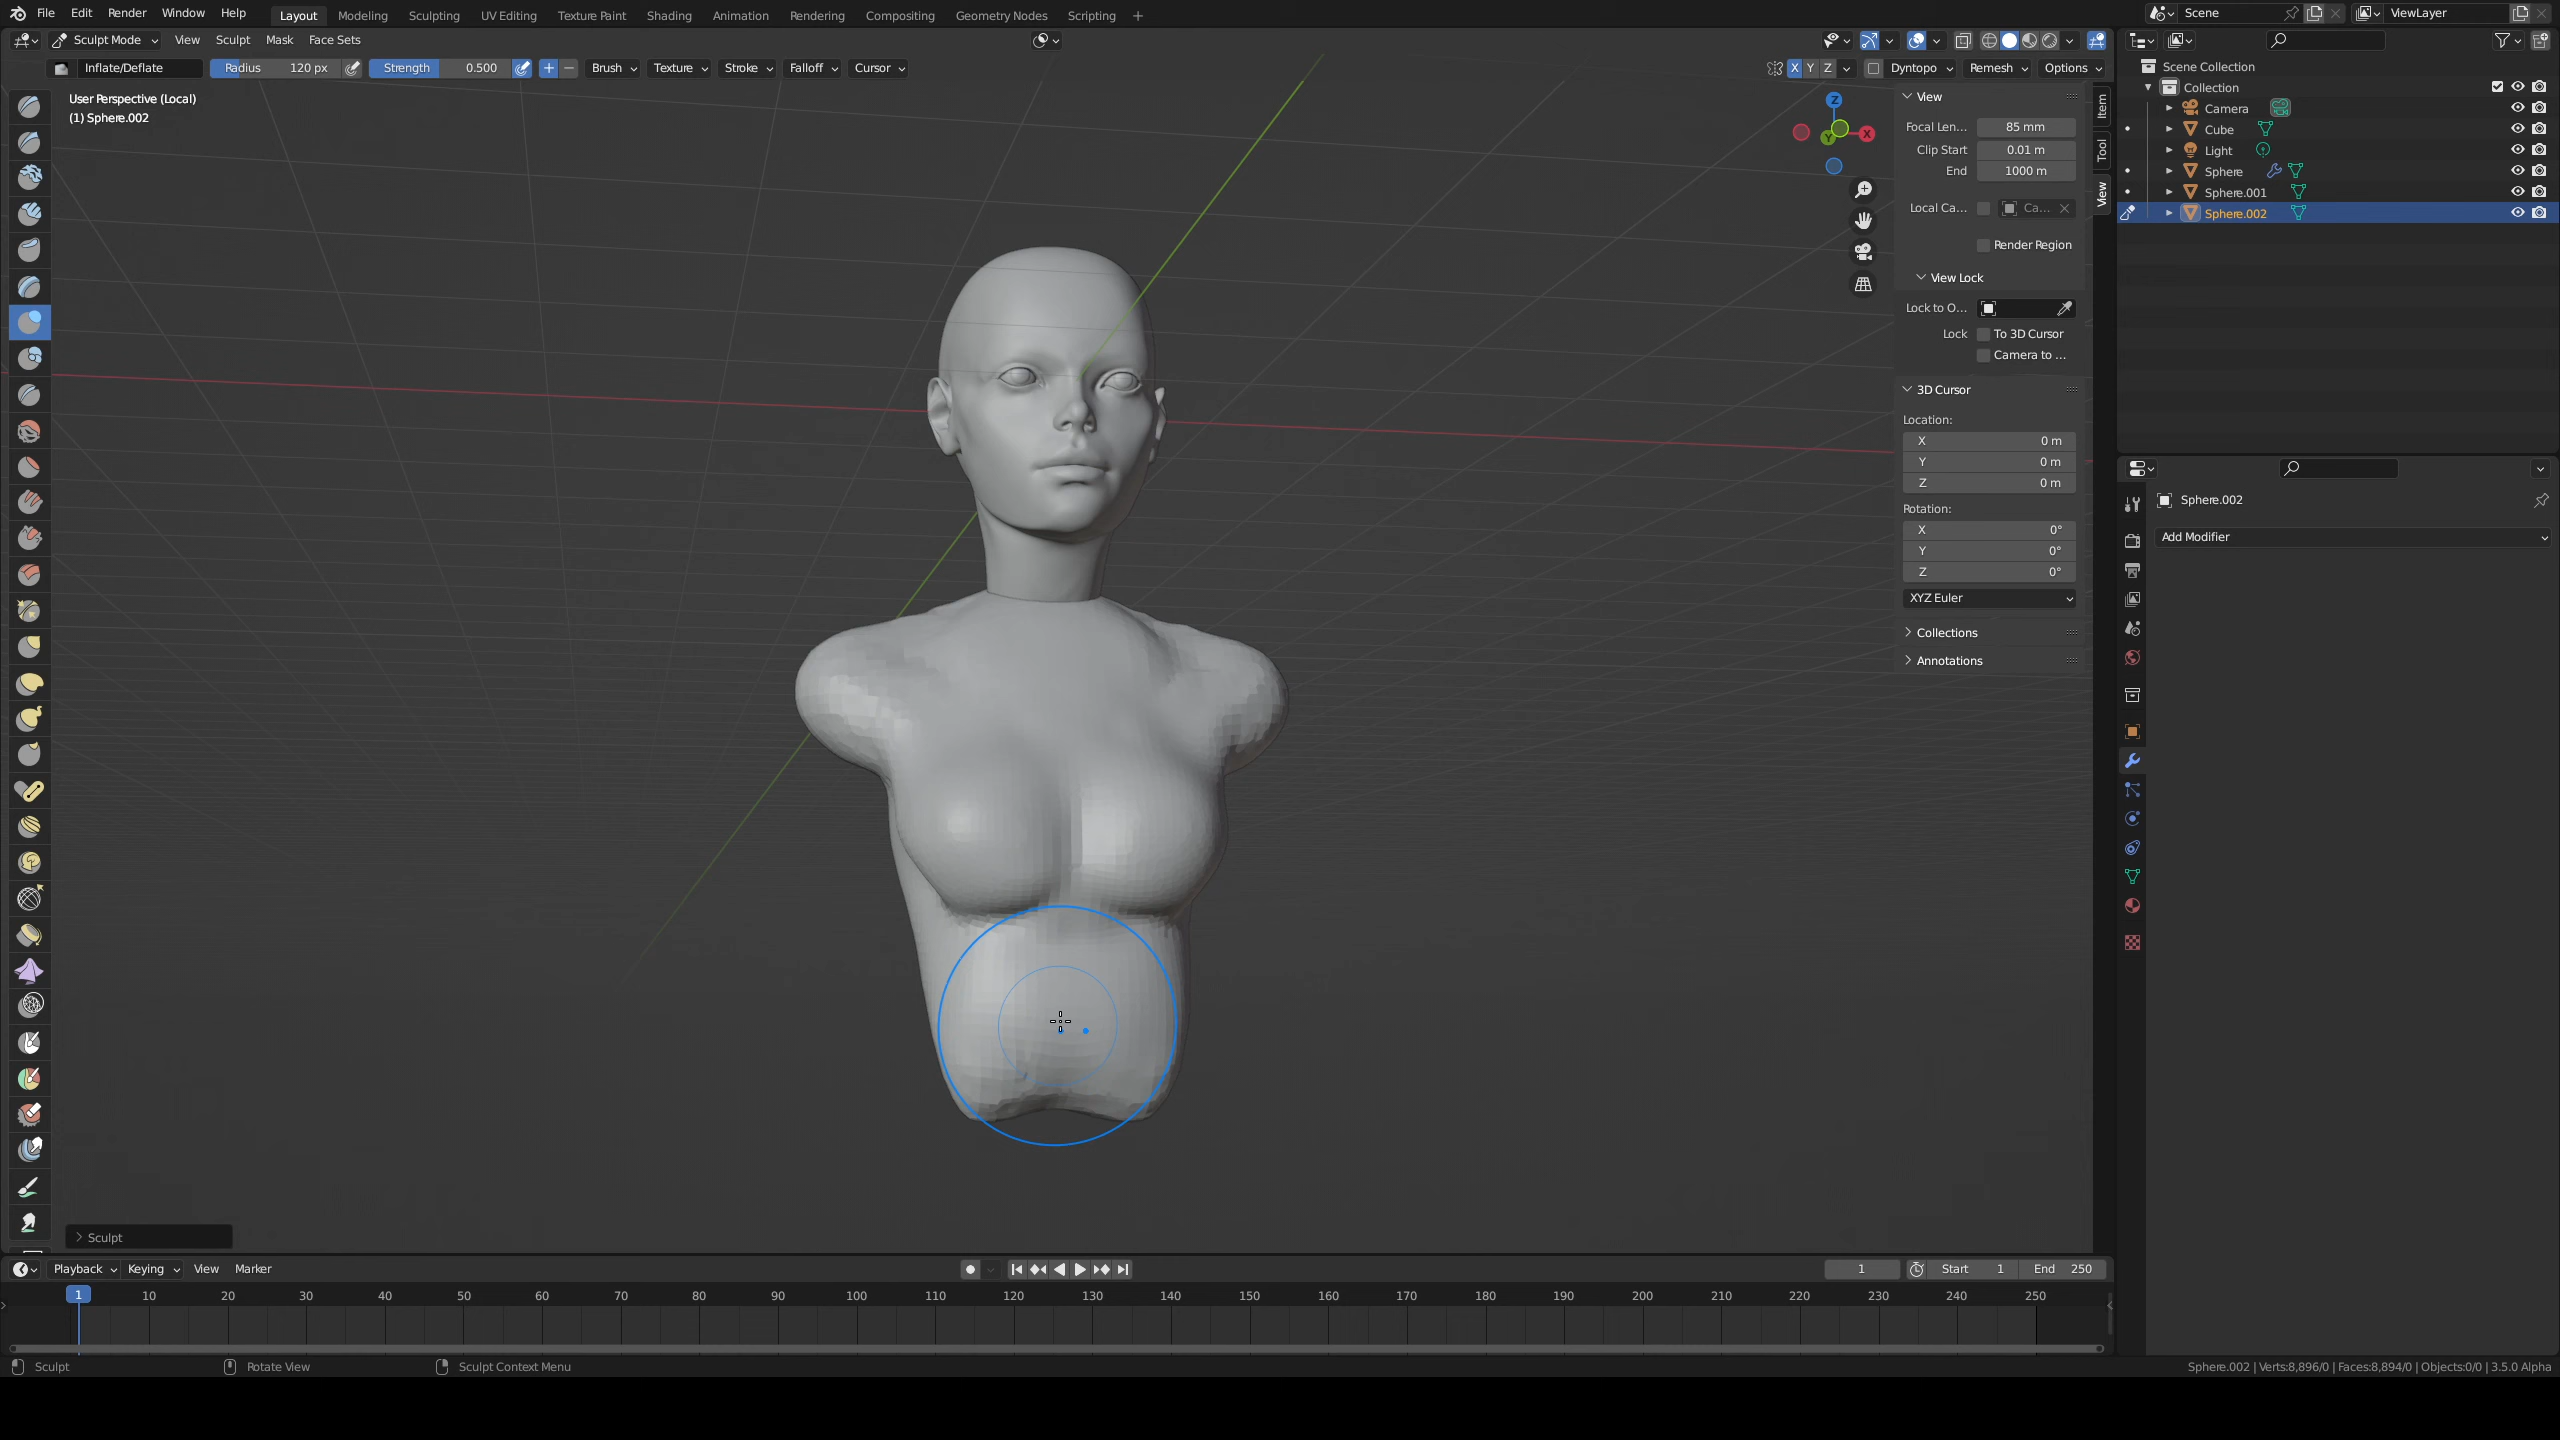 File Edit Render Window Help Layout Modeling Sculpting UV Editing Texture Paint Shading Animation Rendering Compositing Geometry Nodes Scripting + Scene ViewLayer
Sculpt Mode View Sculpt Mask Face Sets
Inflate/Deflate Radius 120 px Strength 0.500 + − Brush Texture Stroke Falloff Cursor X Y Z Dyntopo Remesh Options
User Perspective (Local)
(1) Sphere.002
Z
X
Y
View
Focal Len... 85 mm
Clip Start 0.01 m
End 1000 m
Local Ca... Ca...
Render Region
View Lock
Lock to O...
Lock To 3D Cursor
Camera to ...
3D Cursor
Location:
X 0 m
Y 0 m
Z 0 m
Rotation:
X 0°
Y 0°
Z 0°
XYZ Euler
Collections
Annotations
Item
Tool
View
Scene Collection
Collection
Camera
Cube
Light
Sphere
Sphere.001
Sphere.002
Sphere.002
Add Modifier
Sculpt
Playback Keying View Marker 1 Start 1 End 250
1 10 20 30 40 50 60 70 80 90 100 110 120 130 140 150 160 170 180 190 200 210 220 230 240 250
Sculpt Rotate View Sculpt Context Menu Sphere.002 | Verts:8,896/0 | Faces:8,894/0 | Objects:0/0 | 3.5.0 Alpha